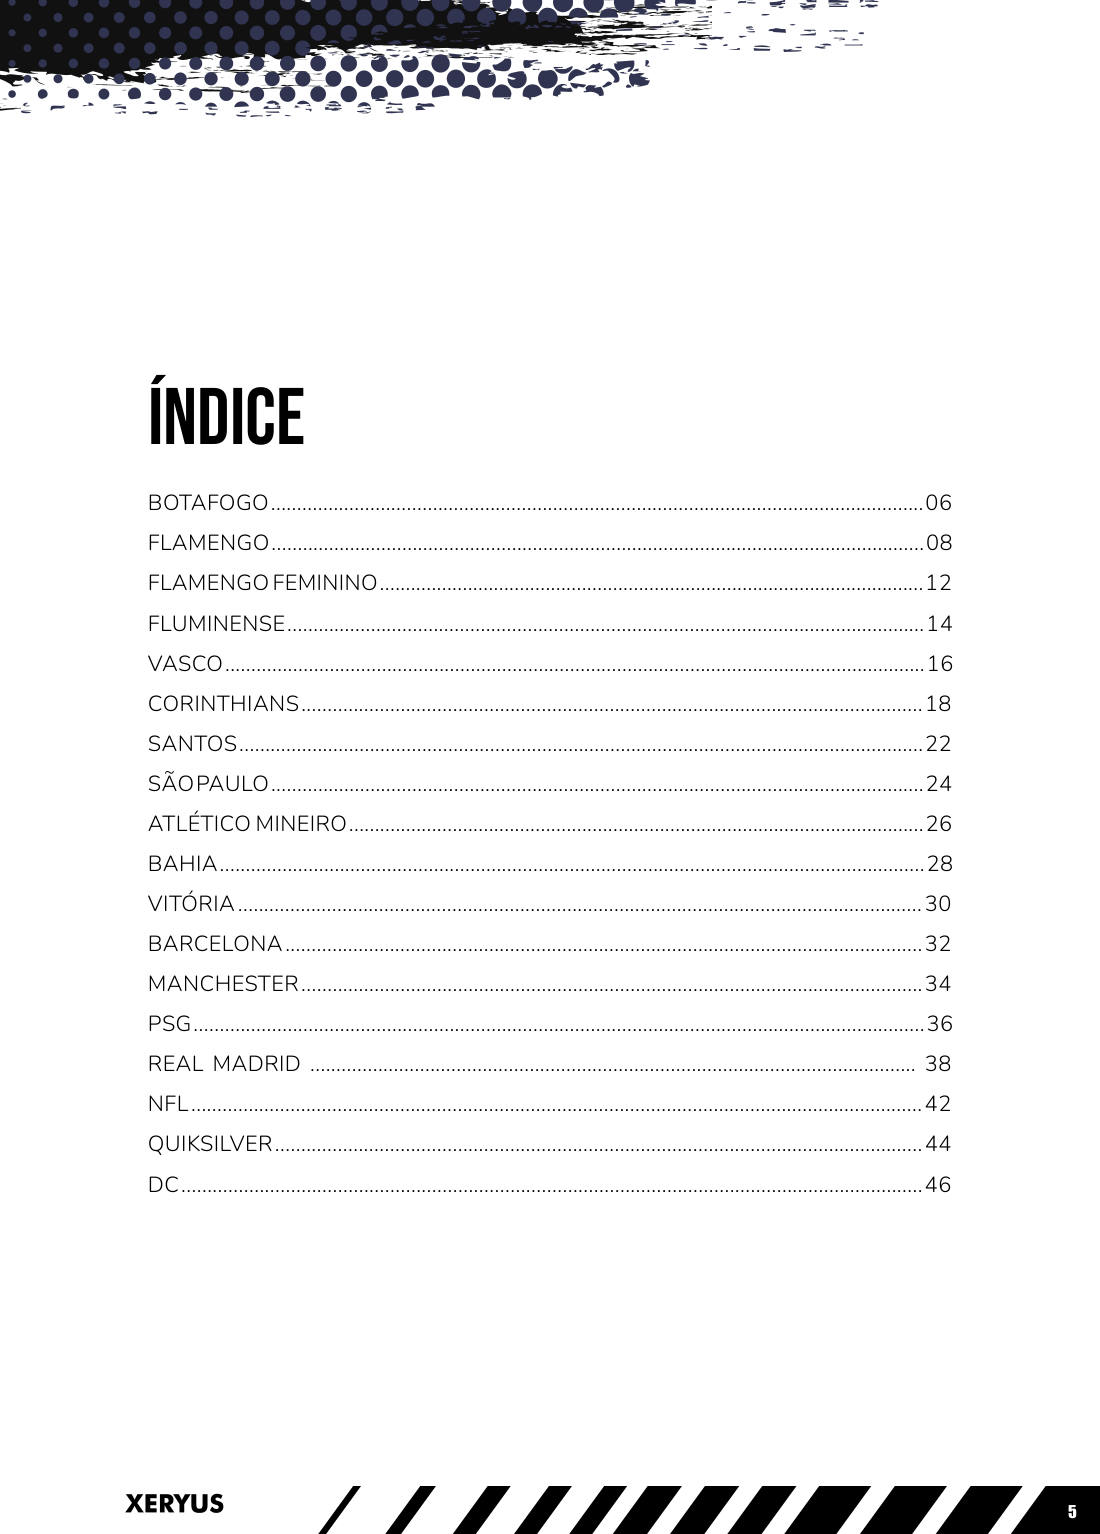 ÍNDICE
BOTAFOGO........................................................................06
FLAMENGO........................................................................08
FLAMENGO FEMININO........................................................................12
FLUMINENSE........................................................................14
VASCO........................................................................16
CORINTHIANS........................................................................18
SANTOS........................................................................22
SÃO PAULO........................................................................24
ATLÉTICO MINEIRO........................................................................26
BAHIA........................................................................28
VITÓRIA........................................................................30
BARCELONA........................................................................32
MANCHESTER........................................................................34
PSG........................................................................36
REAL MADRID ........................................................................ 38
NFL........................................................................42
QUIKSILVER........................................................................44
DC........................................................................46
XERYUS
5